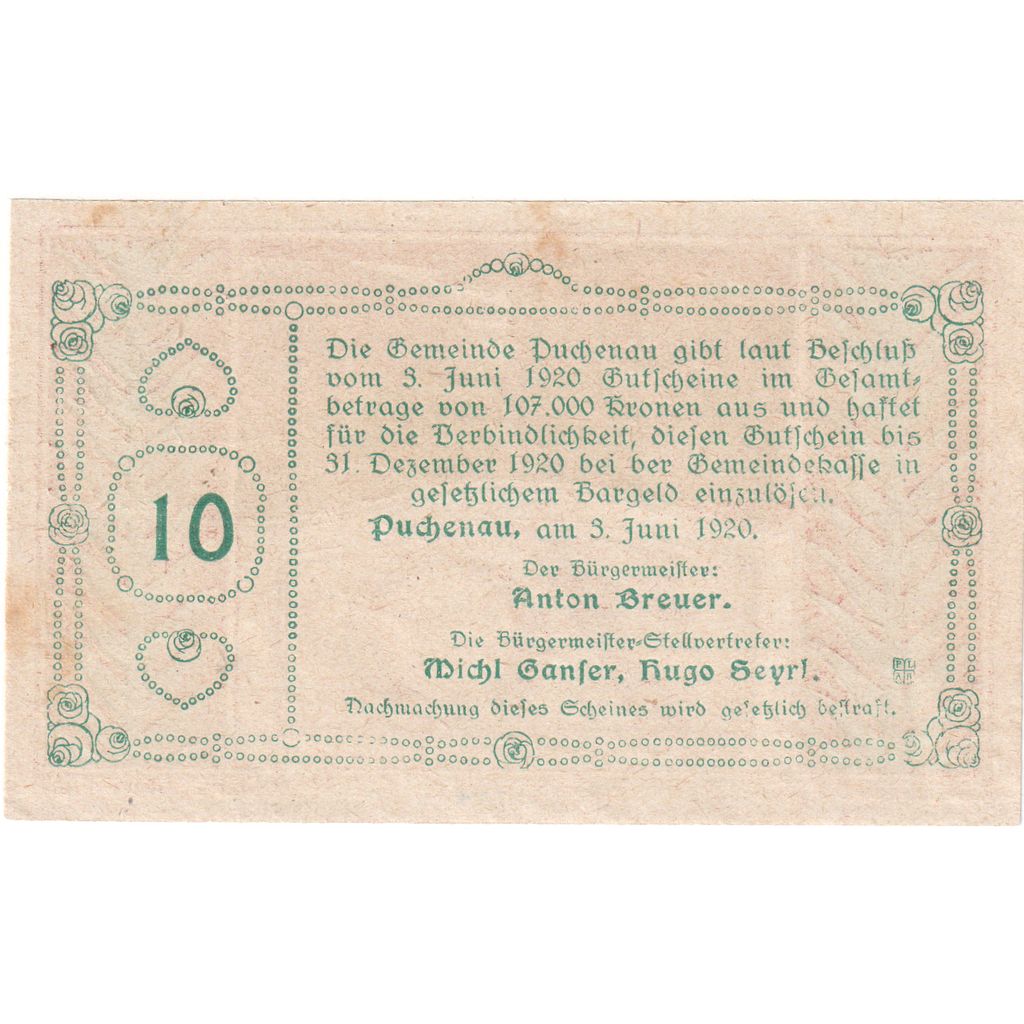 Die Gemeinde Puchenau gibt laut Beschluß
vom 3. Juni 1920 Gutscheine im Gesamt-
betrage von 107.000 Kronen aus und haftet
für die Verbindlichkeit, diesen Gutschein bis
31. Dezember 1920 bei ber Gemeindekasse in
gesetzlichem Bargeld einzulösen.
Puchenau, am 3. Juni 1920.
10
Der Bürgermeister:
Anton Breuer.
Die Bürgermeister-Stellvertreter:
Michl Ganser, Hugo Seyrl.
Nachmachung dieses Scheines wird gesetzlich bestraft.